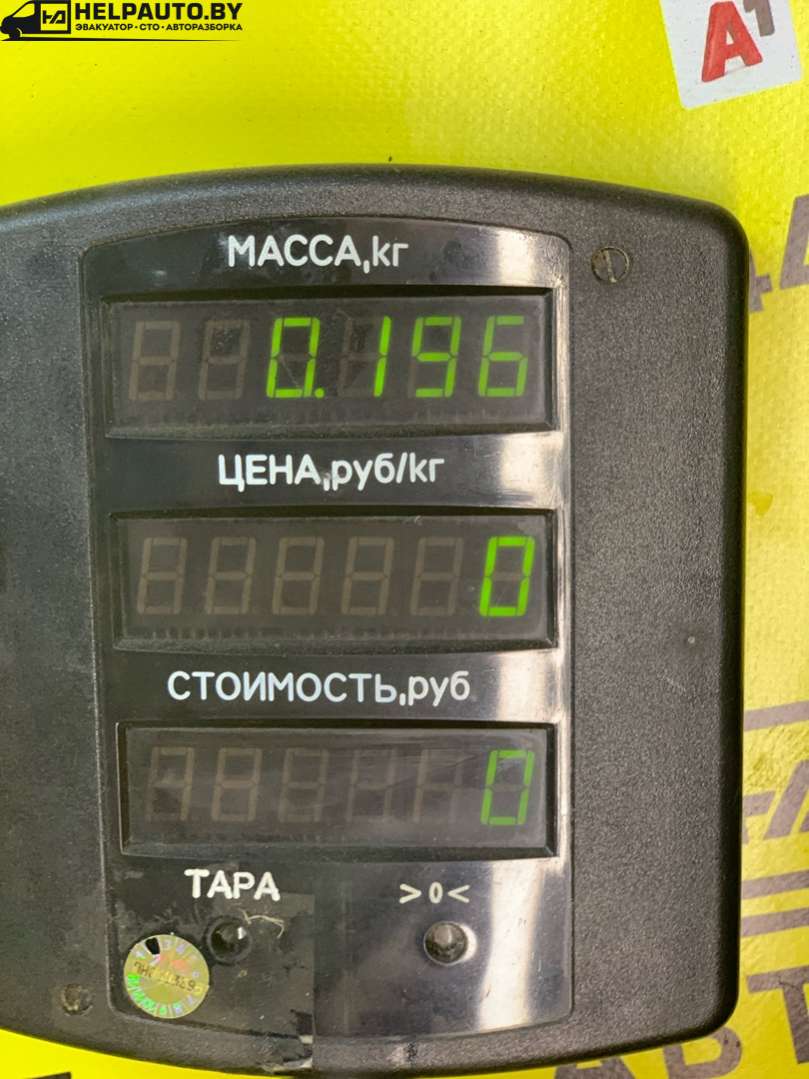 HELPAUTO.BY
ЭВАКУАТОР·СТО·АВТОРАЗБОРКА
A1
МАССА,кг
0.196
ЦЕНА,руб/кг
0
СТОИМОСТЬ,руб
0
ТАРА >0<